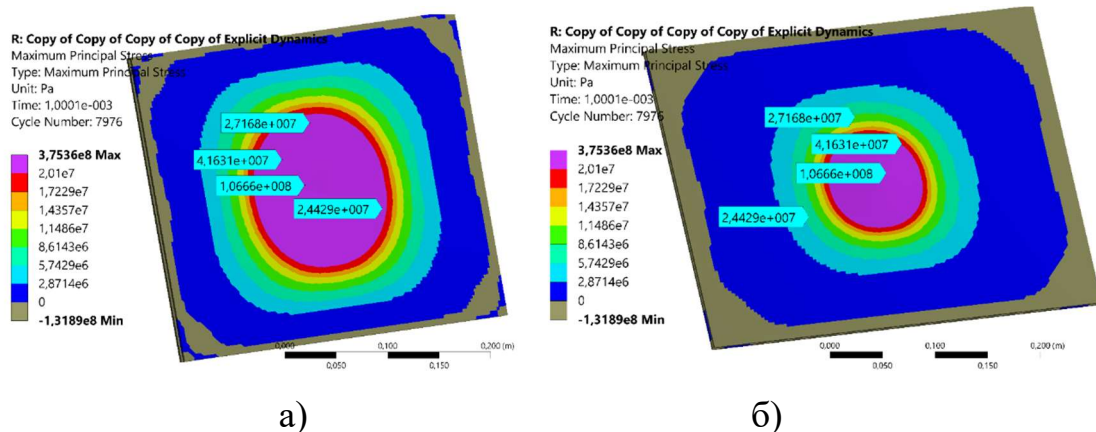 R: Copy of Copy of Copy of Copy of Explicit Dynamics
Maximum Principal Stress
Type: Maximum Principal Stress
Unit: Pa
Time: 1,0001e-003
Cycle Number: 7976
3,7536e8 Max
2,01e7
1,7229e7
1,4357e7
1,1486e7
8,6143e6
5,7429e6
2,8714e6
0
-1,3189e8 Min
2,7168e+007
4,1631e+007
1,0666e+008
2,4429e+007
0,000
0,100
0,200 (m)
0,050
0,150
а)
R: Copy of Copy of Copy of Copy of Explicit Dynamics
Maximum Principal Stress
Type: Maximum Principal Stress
Unit: Pa
Time: 1,0001e-003
Cycle Number: 7976
3,7536e8 Max
2,01e7
1,7229e7
1,4357e7
1,1486e7
8,6143e6
5,7429e6
2,8714e6
0
-1,3189e8 Min
2,7168e+007
4,1631e+007
1,0666e+008
2,4429e+007
0,000
0,100
0,200 (m)
0,050
0,150
б)